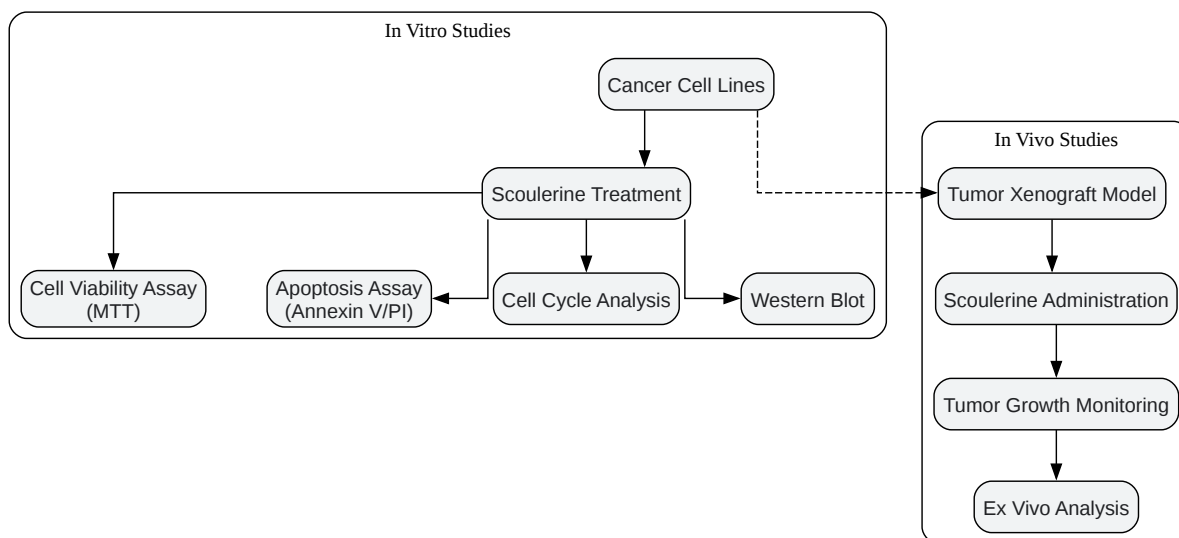 In Vitro Studies
Cancer Cell Lines
Scoulerine Treatment
Cell Viability Assay
(MTT)
Apoptosis Assay
(Annexin V/PI)
Cell Cycle Analysis
Western Blot
In Vivo Studies
Tumor Xenograft Model
Scoulerine Administration
Tumor Growth Monitoring
Ex Vivo Analysis